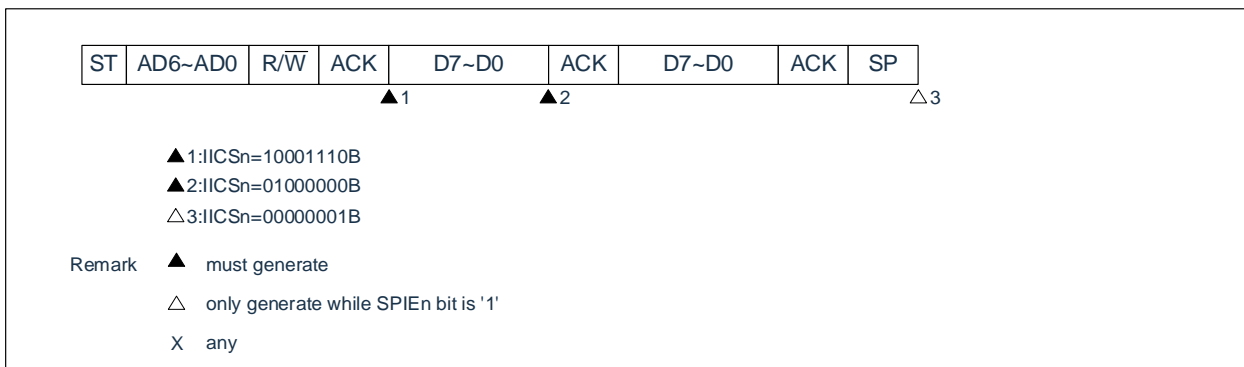 ST AD6~AD0 R/W̅ ACK D7~D0 ACK D7~D0 ACK SP
▲1 ▲2 △3
▲1:IICSn=10001110B
▲2:IICSn=01000000B
△3:IICSn=00000001B
Remark ▲ must generate
△ only generate while SPIEn bit is '1'
X any